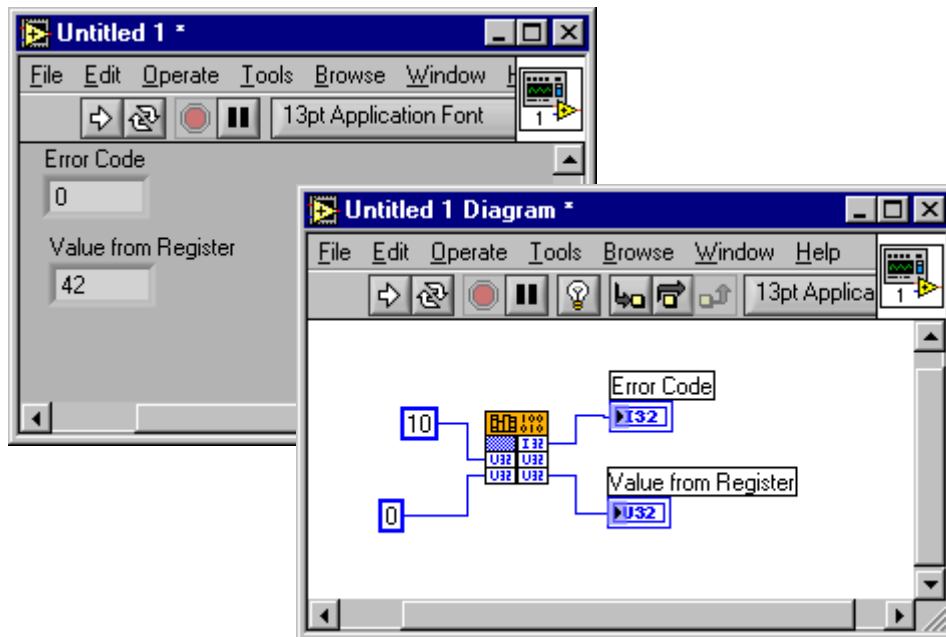 Untitled 1 *
File Edit Operate Tools Browse Window
13pt Application Font
1
Error Code
0
Value from Register
42
Untitled 1 Diagram *
File Edit Operate Tools Browse Window Help
13pt Applica
1
Error Code
10
I32
I32
U32 U32
U32 U32
Value from Register
0
U32